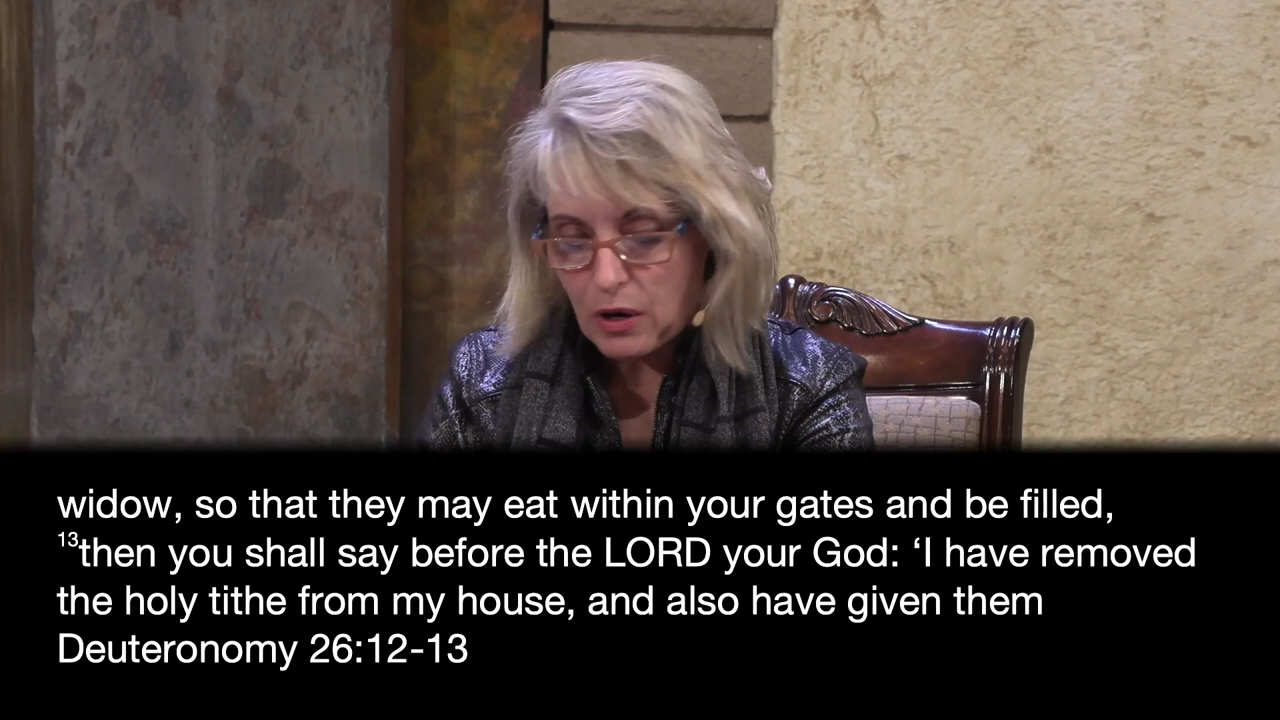 widow, so that they may eat within your gates and be filled,
13then you shall say before the LORD your God: ‘I have removed
the holy tithe from my house, and also have given them
Deuteronomy 26:12-13